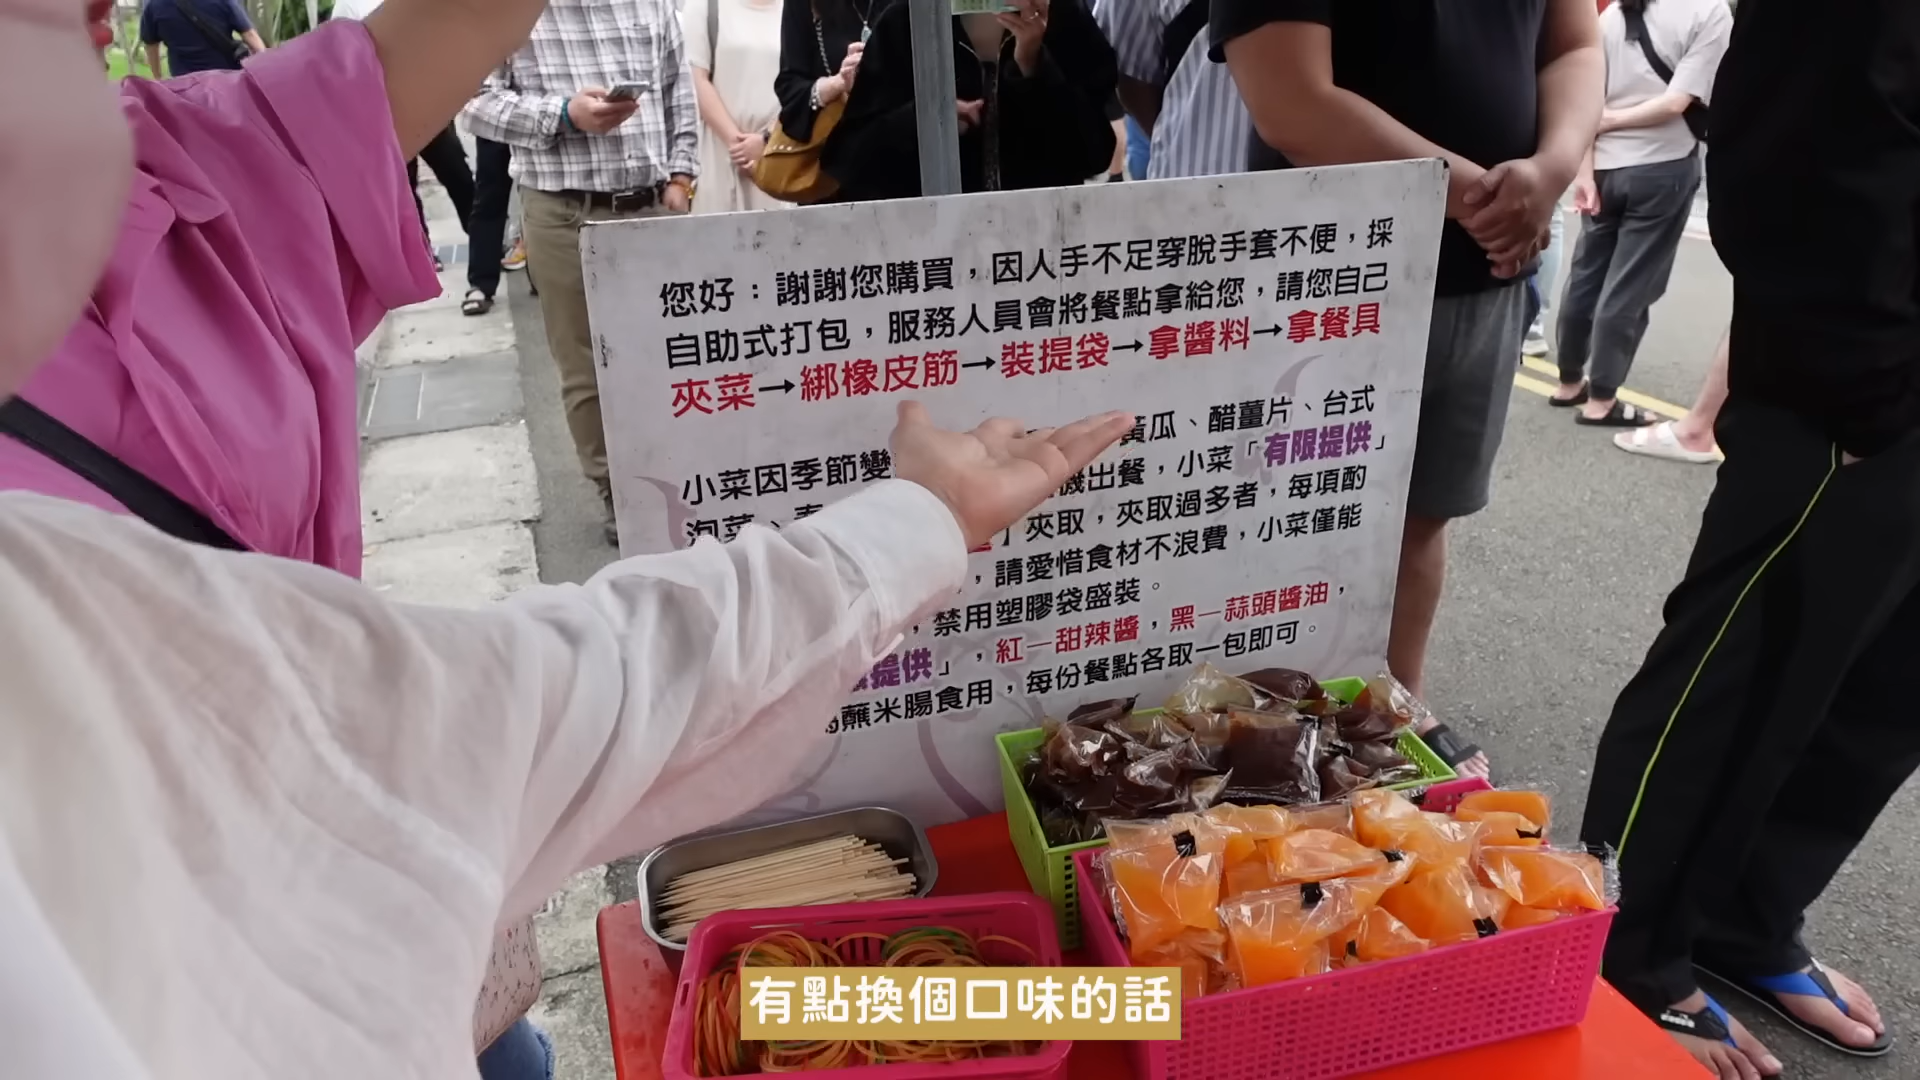 您好：謝謝您購買，因人手不足穿脫手套不便，採
自助式打包，服務人員會將餐點拿給您，請您自己
夾菜→綁橡皮筋→裝提袋→拿醬料→拿餐具
小菜因季節變 黃瓜、醋薑片、台式
泡菜、 機出餐，小菜「有限提供」
」夾取，夾取過多者，每項酌
，請愛惜食材不浪費，小菜僅能
，禁用塑膠袋盛裝。
提供」，紅—甜辣醬，黑—蒜頭醬油，
蘸米腸食用，每份餐點各取一包即可。
有點換個口味的話